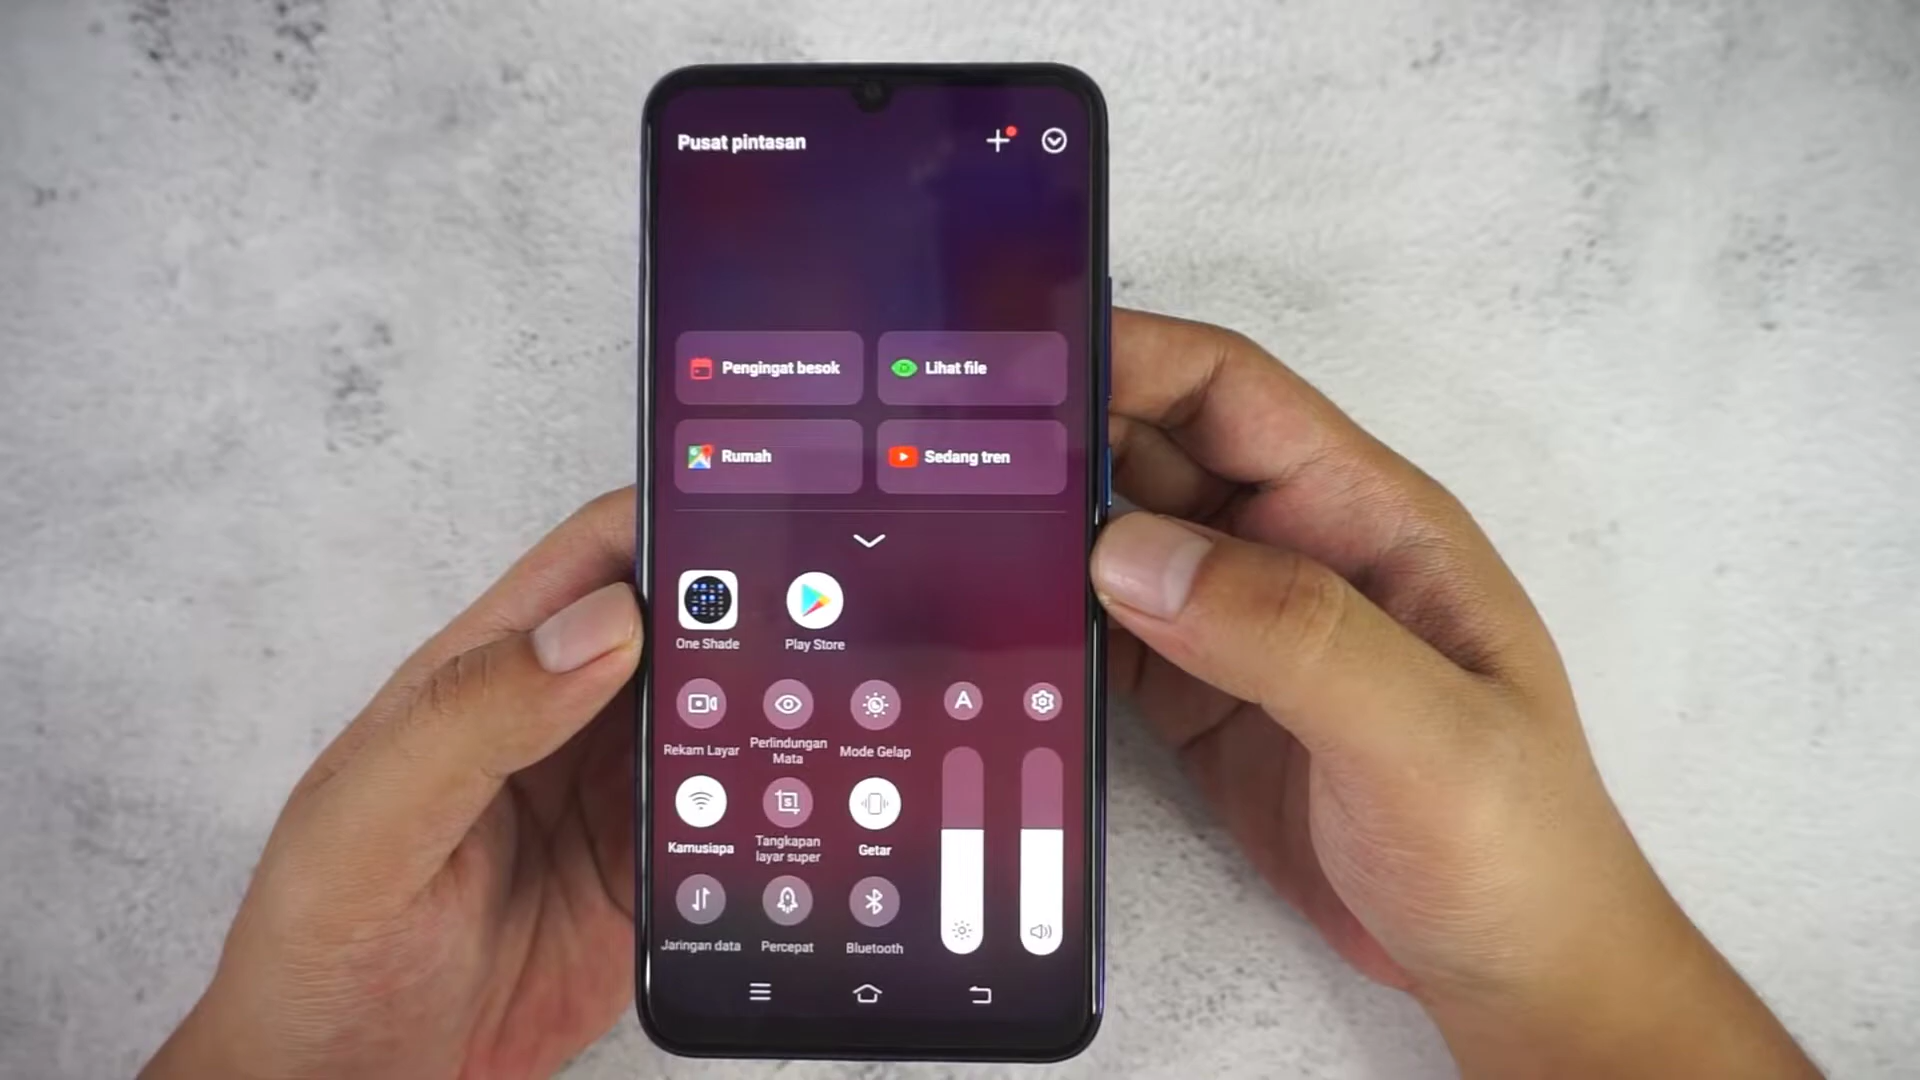 Pusat pintasan
Pengingat besok
Lihat file
Rumah
Sedang tren
One Shade
Play Store
A
Rekam Layar
Perlindungan
Mata
Mode Gelap
S
Kamusiapa
Tangkapan
layar super
Getar
Jaringan data
Percepat
Bluetooth